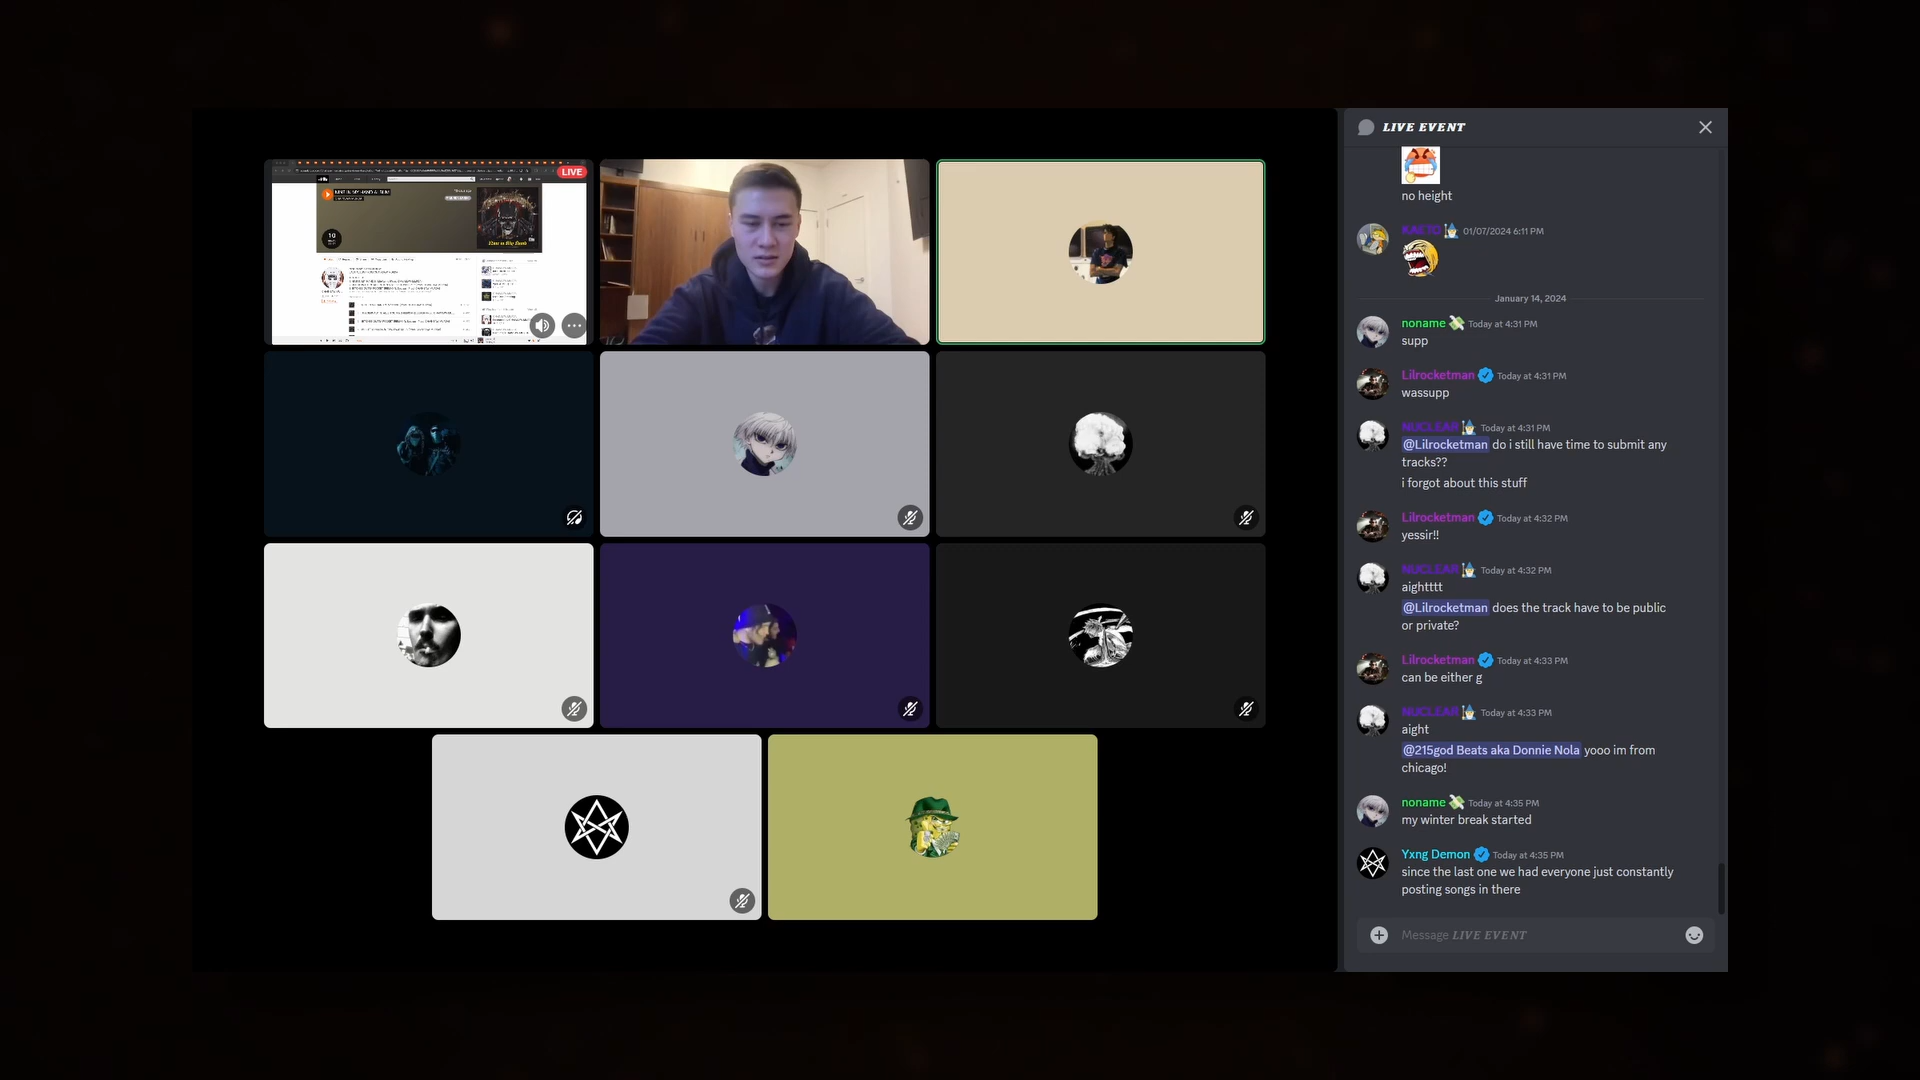 LIVE
LIVE EVENT
no height
KAETO 01/07/2024 6:11 PM
January 14, 2024
noname Today at 4:31 PM
supp
Lilrocketman Today at 4:31 PM
wassupp
NUCLEAR Today at 4:31 PM
@Lilrocketman do i still have time to submit any
tracks??
i forgot about this stuff
Lilrocketman Today at 4:32 PM
yessir!!
NUCLEAR Today at 4:32 PM
aightttt
@Lilrocketman does the track have to be public
or private?
Lilrocketman Today at 4:33 PM
can be either g
NUCLEAR Today at 4:33 PM
aight
@215god Beats aka Donnie Nola yooo im from
chicago!
noname Today at 4:35 PM
my winter break started
Yxng Demon Today at 4:35 PM
since the last one we had everyone just constantly
posting songs in there
Message LIVE EVENT